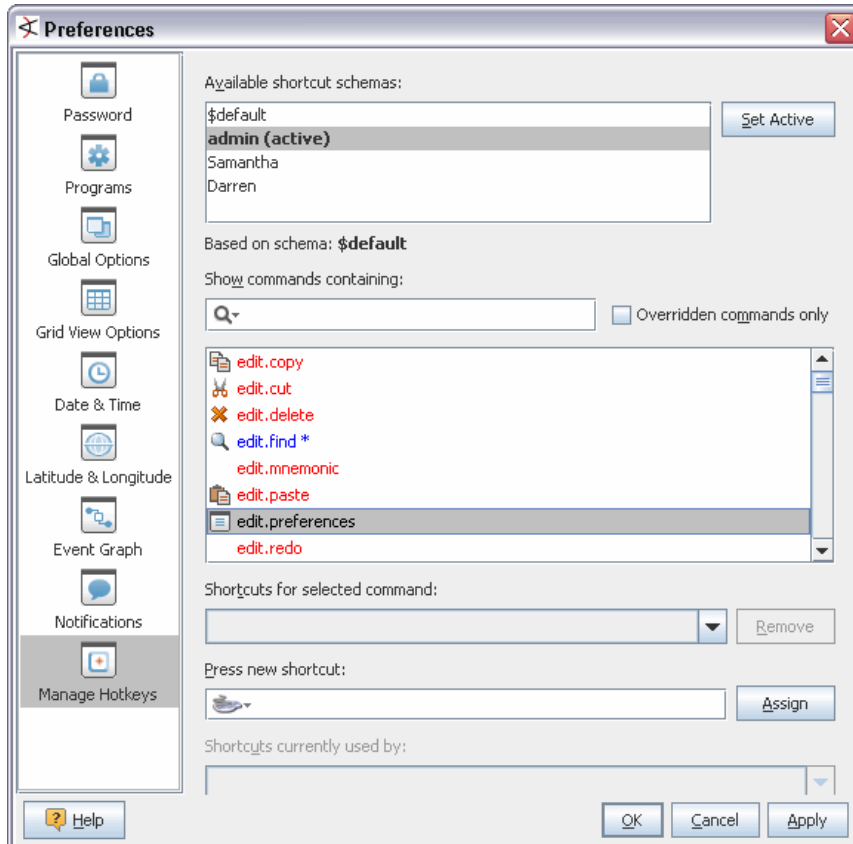 Preferences
Password
Programs
Global Options
Grid View Options
Date & Time
Latitude & Longitude
Event Graph
Notifications
Manage Hotkeys
Available shortcut schemas:
$default
admin (active)
Samantha
Darren
Set Active
Based on schema: $default
Show commands containing:
Overridden commands only
edit.copy
edit.cut
edit.delete
edit.find *
edit.mnemonic
edit.paste
edit.preferences
edit.redo
Shortcuts for selected command:
Remove
Press new shortcut:
Assign
Shortcuts currently used by:
Help
OK
Cancel
Apply